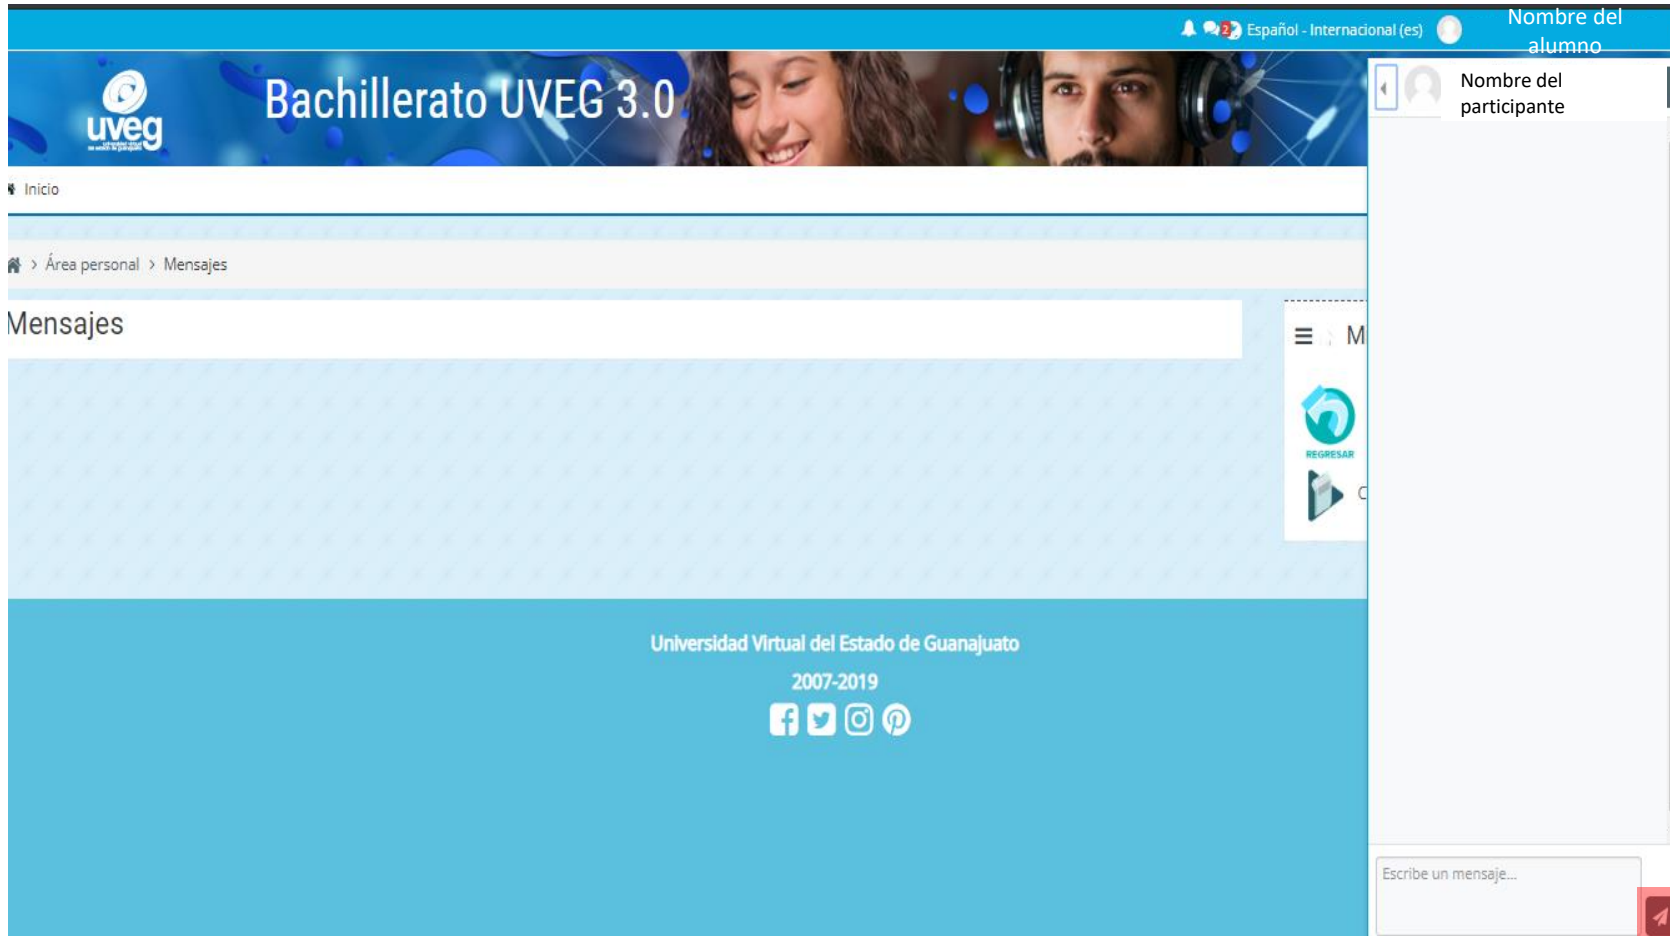 2 Español - Internacional (es)
Nombre del
alumno
uveg
Bachillerato UVEG 3.0
Nombre del
participante
Inicio
> Área personal > Mensajes
Mensajes
M
REGRESAR
C
Universidad Virtual del Estado de Guanajuato
2007-2019
Escribe un mensaje...